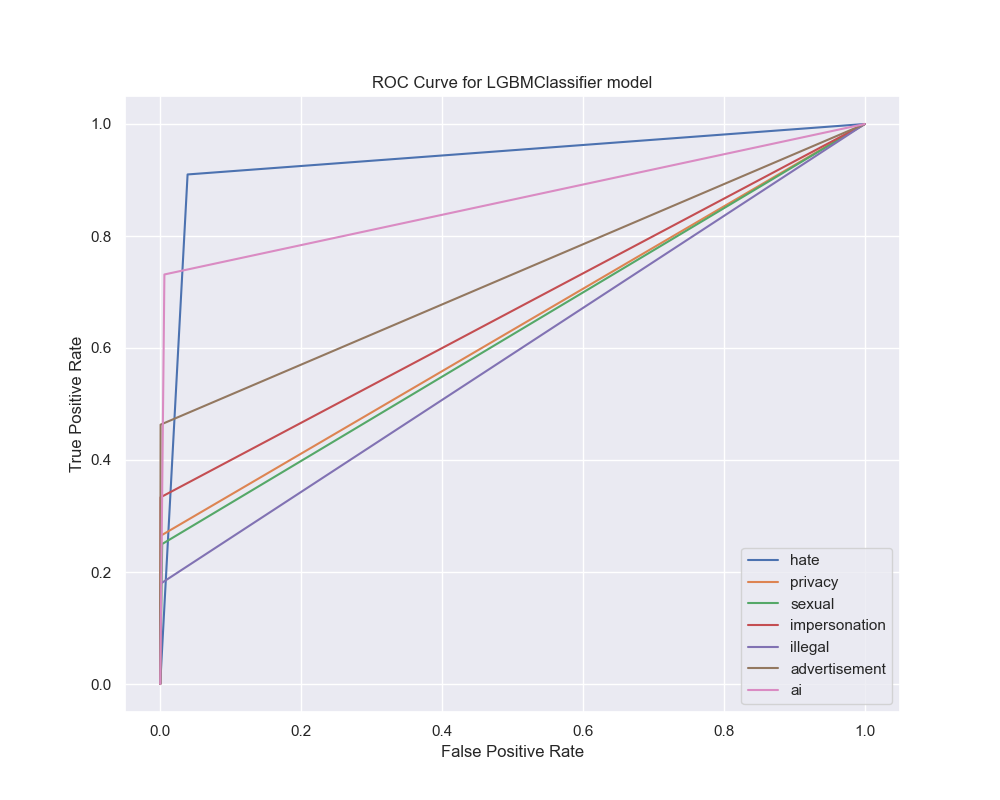 ROC Curve for LGBMClassifier model
1.0
0.8
0.6
0.4
0.2
0.0
True Positive Rate
0.0 0.2 0.4 0.6 0.8 1.0
False Positive Rate
hate
privacy
sexual
impersonation
illegal
advertisement
ai